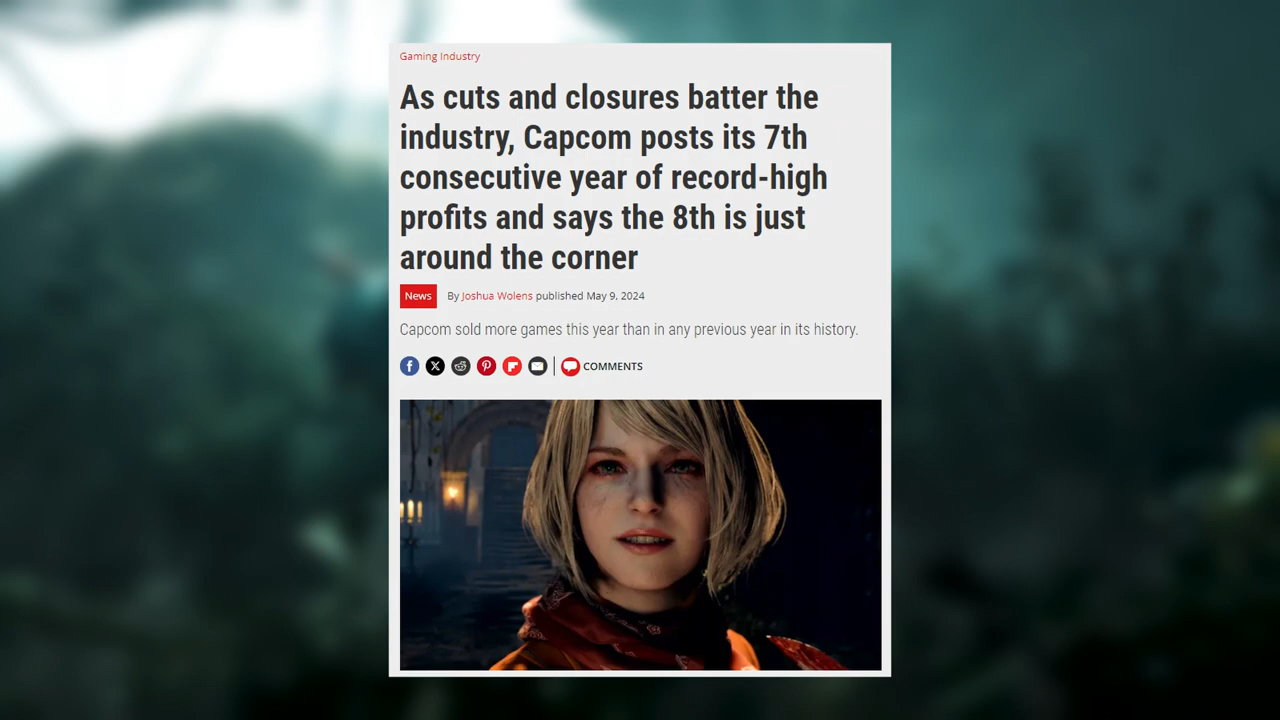 Gaming Industry
As cuts and closures batter the
industry, Capcom posts its 7th
consecutive year of record-high
profits and says the 8th is just
around the corner
News By Joshua Wolens published May 9, 2024
Capcom sold more games this year than in any previous year in its history.
COMMENTS